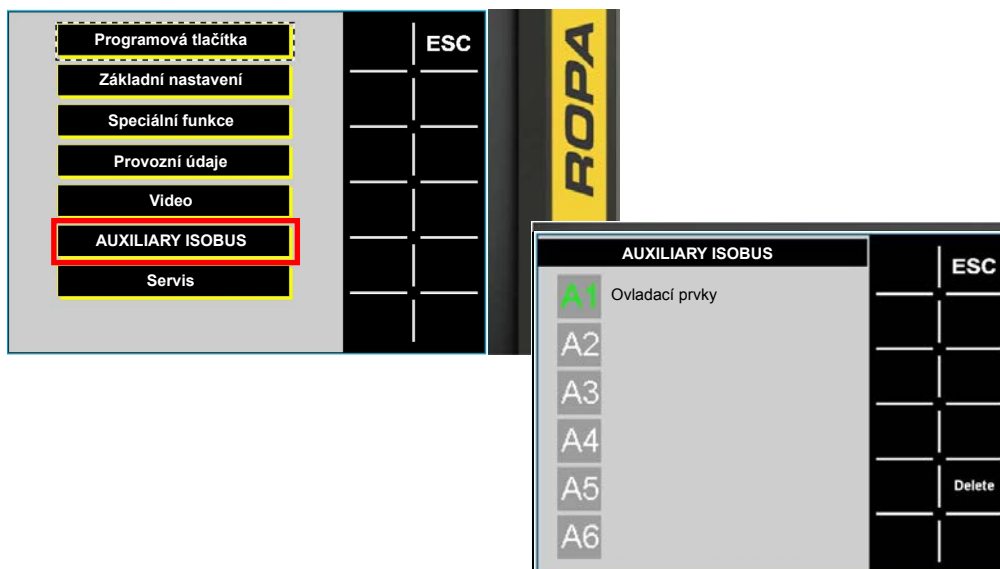 Programová tlačítka
ESC
Základní nastavení
Speciální funkce
Provozní údaje
Video
AUXILIARY ISOBUS
Servis
ROPA
AUXILIARY ISOBUS
ESC
A1 Ovladací prvky
A2
A3
A4
A5
Delete
A6